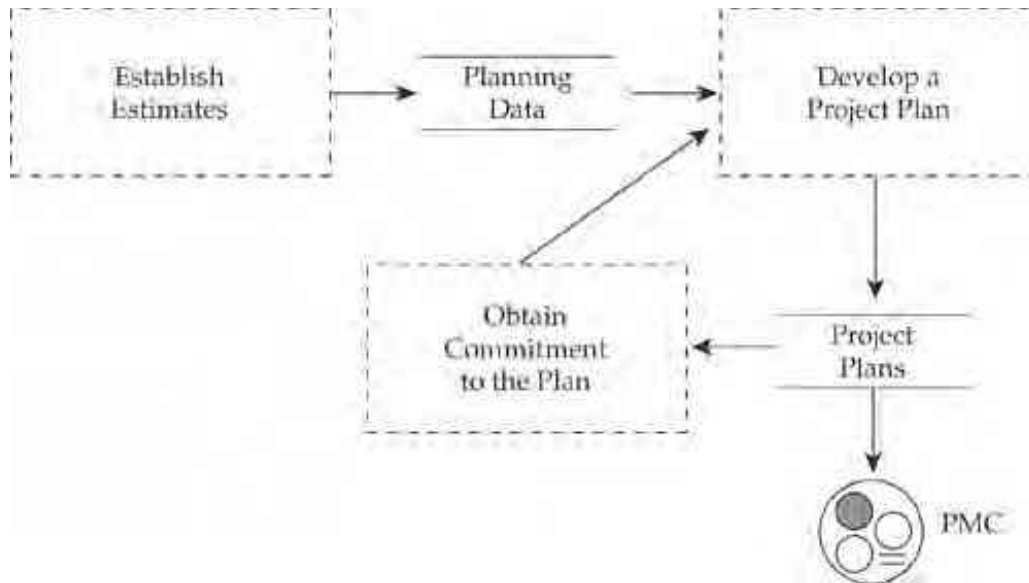 Establish
Estimates
Planning
Data
Develop a
Project Plan
Obtain
Commitment
to the Plan
Project
Plans
PMC